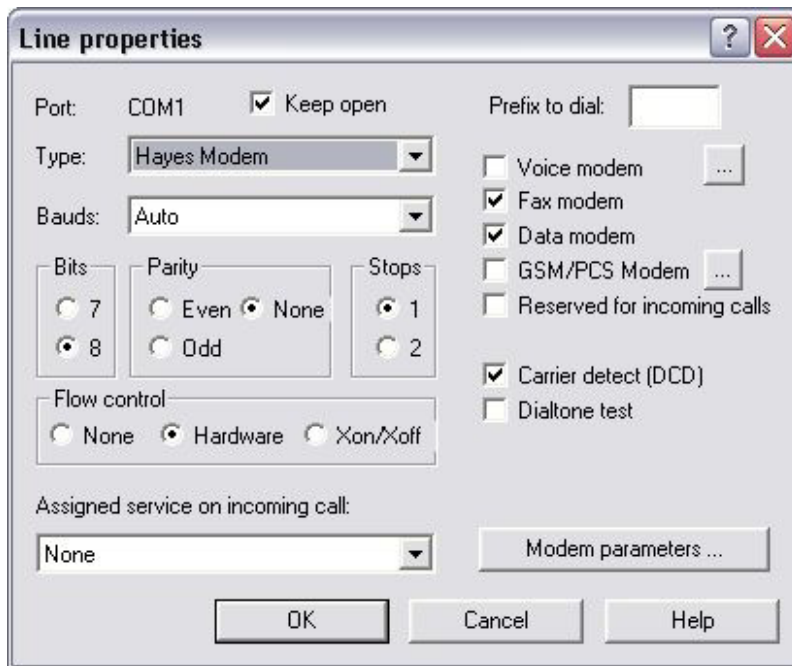 Line properties
Port: COM1 Keep open
Type: Hayes Modem
Bauds: Auto
Bits
7
8
Parity
Even None
Odd
Stops
1
2
Flow control
None Hardware Xon/Xoff
Assigned service on incoming call:
None
Prefix to dial:
Voice modem ...
Fax modem
Data modem
GSM/PCS Modem ...
Reserved for incoming calls
Carrier detect (DCD)
Dialtone test
Modem parameters ...
OK Cancel Help